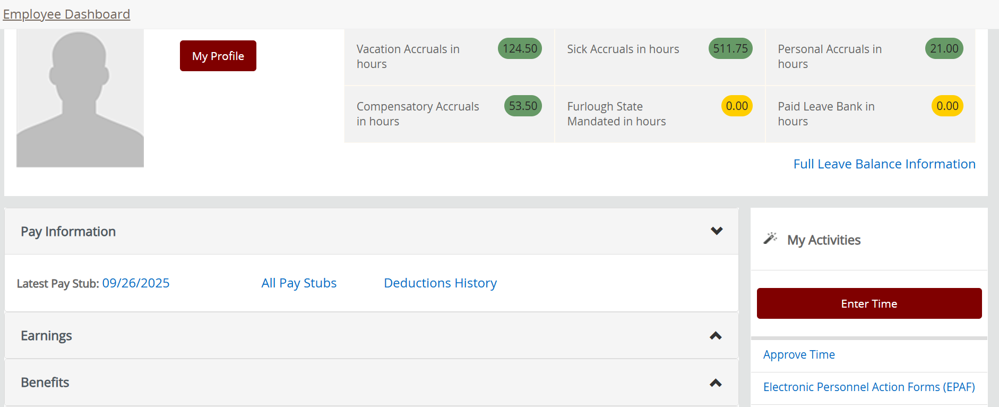 Employee Dashboard
My Profile
Vacation Accruals in
hours
124.50
Sick Accruals in hours
511.75
Personal Accruals in
hours
21.00
Compensatory Accruals
in hours
53.50
Furlough State
Mandated in hours
0.00
Paid Leave Bank in
hours
0.00
Full Leave Balance Information
Pay Information
Latest Pay Stub: 09/26/2025
All Pay Stubs
Deductions History
Earnings
Benefits
My Activities
Enter Time
Approve Time
Electronic Personnel Action Forms (EPAF)